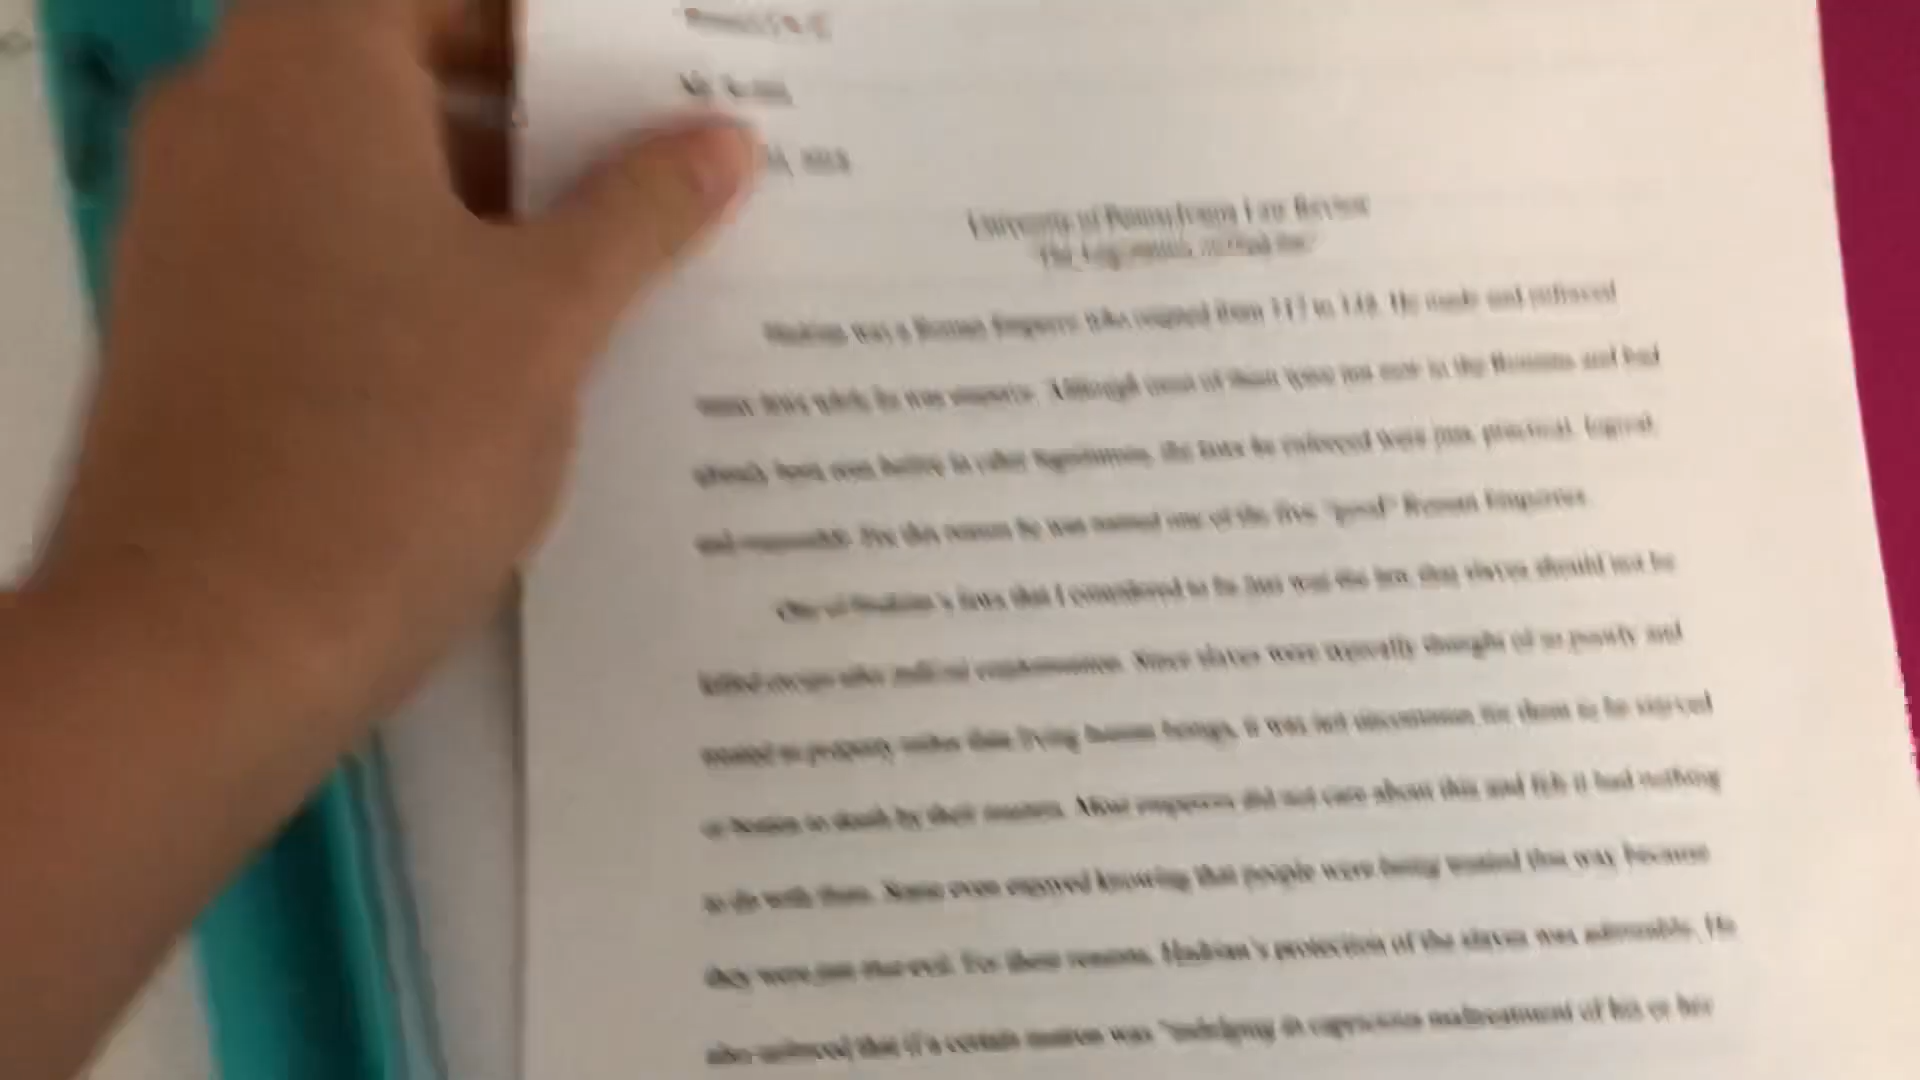 University of Pennsylvania Law Review
Hadrian was a Roman Emperor who reigned from 117 to 138. He made and enforced
many laws while he was emperor. Although most of them were not new to the Romans and had
already been seen before in other legislations, the laws he enforced were just, practical, logical,
and reasonable. For this reason he was named one of the five "good" Roman Emperors.
One of Hadrian's laws that I considered to be just was the law that slaves should not be
killed except after judicial condemnation. Since slaves were typically thought of so poorly and
treated as property rather than living human beings, it was not uncommon for them to be starved
or beaten to death by their masters. Most emperors did not care about this and felt it had nothing
to do with them. Some even enjoyed knowing that people were being treated this way because
they were just that evil. For these reasons, Hadrian's protection of the slaves was admirable. He
also enforced that if a certain matron was "indulging in capricious maltreatment of his or her